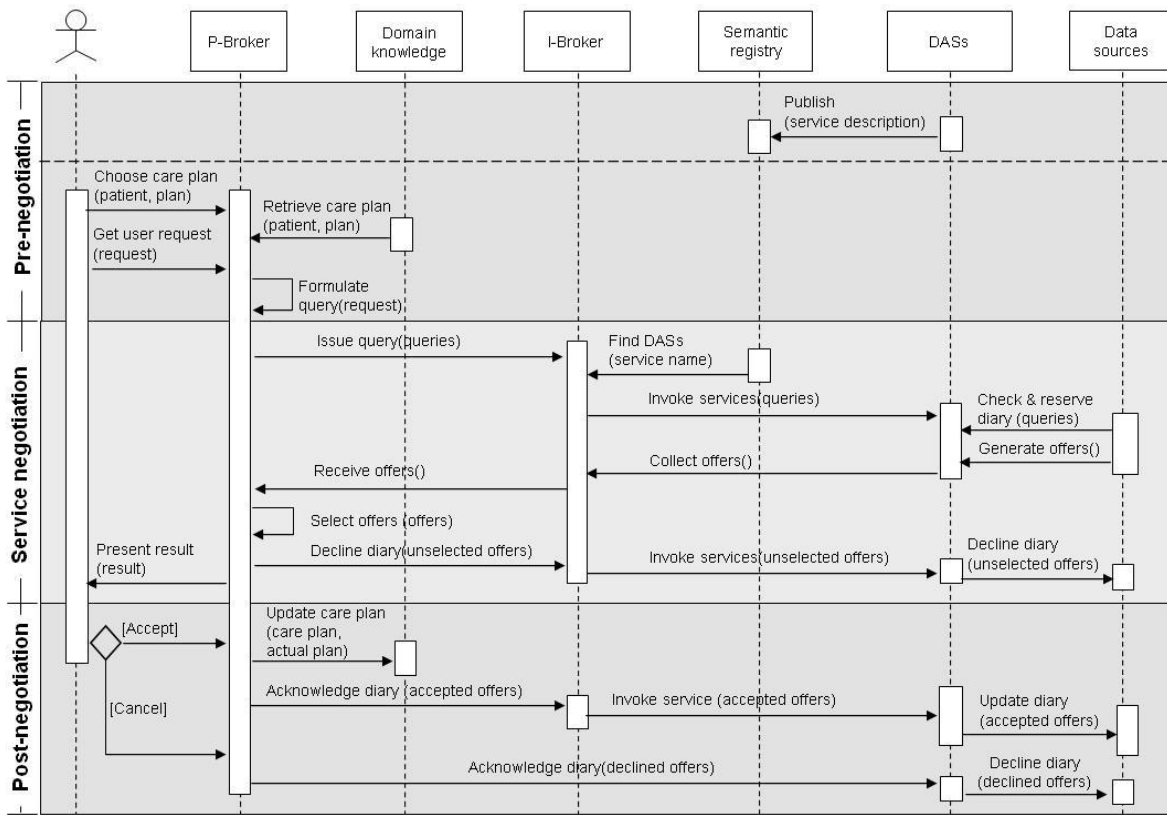 P-Broker
Domain
knowledge
I-Broker
Semantic
registry
DASs
Data
sources
Pre-negotiation
Publish
(service description)
Choose care plan
(patient, plan)
Retrieve care plan
(patient, plan)
Get user request
(request)
Formulate
query(request)
Service negotiation
Issue query(queries)
Find DASs
(service name)
Invoke services(queries)
Check & reserve
diary (queries)
Generate offers()
Collect offers()
Receive offers()
Select offers (offers)
Decline diary(unselected offers)
Invoke services(unselected offers)
Decline diary
(unselected offers)
Present result
(result)
Post-negotiation
[Accept]
Update care plan
(care plan,
actual plan)
[Cancel]
Acknowledge diary (accepted offers)
Invoke service (accepted offers)
Update diary
(accepted offers)
Acknowledge diary(declined offers)
Decline diary
(declined offers)